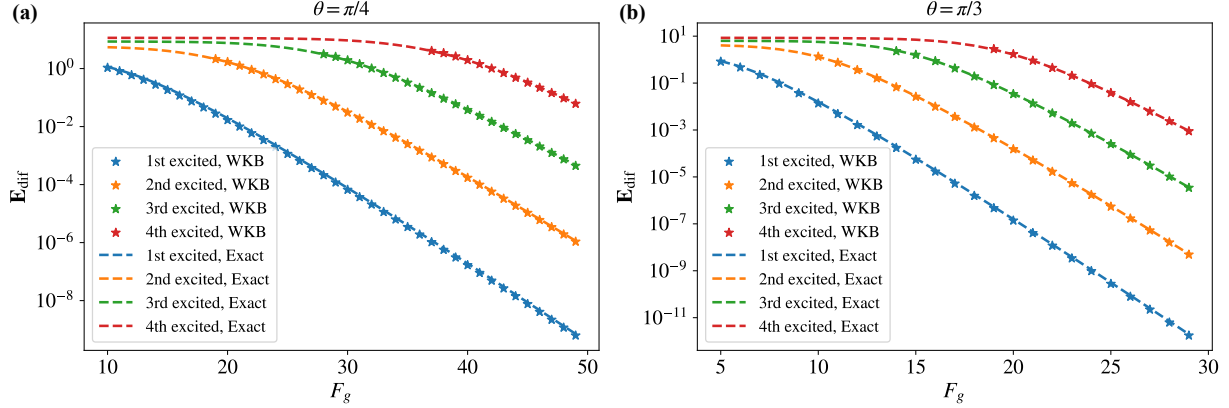 (a)
θ = π/4
E_dif
10^0
10^-2
10^-4
10^-6
10^-8
1st excited, WKB
2nd excited, WKB
3rd excited, WKB
4th excited, WKB
1st excited, Exact
2nd excited, Exact
3rd excited, Exact
4th excited, Exact
10 20 30 40 50
F_g
(b)
θ = π/3
E_dif
10^1
10^-1
10^-3
10^-5
10^-7
10^-9
10^-11
1st excited, WKB
2nd excited, WKB
3rd excited, WKB
4th excited, WKB
1st excited, Exact
2nd excited, Exact
3rd excited, Exact
4th excited, Exact
5 10 15 20 25 30
F_g